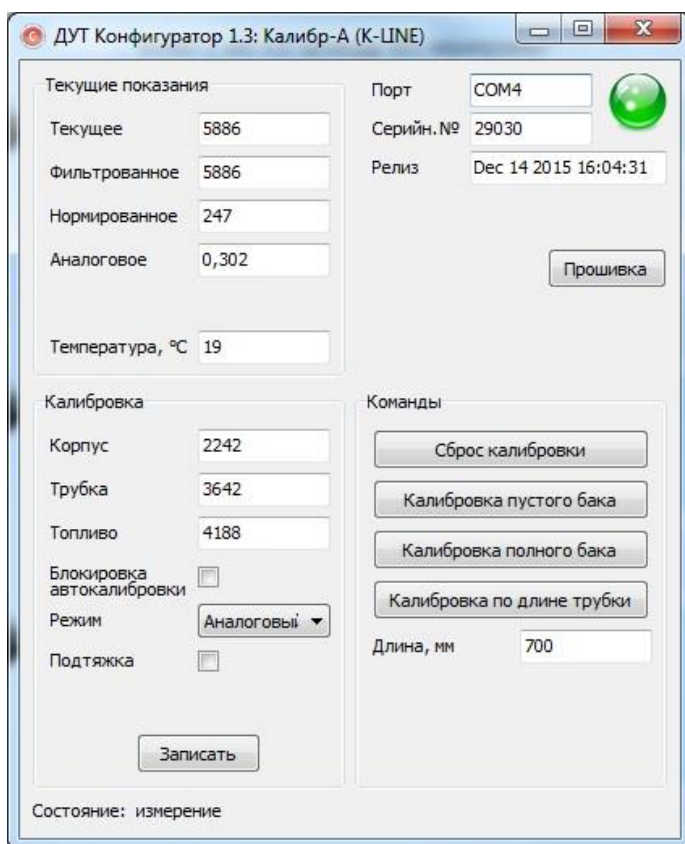 ДУТ Конфигуратор 1.3: Калибр-А (K-LINE)
Текущие показания
Текущее 5886
Фильтрованное 5886
Нормированное 247
Аналоговое 0,302
Температура, °C 19
Порт COM4
Серийн.№ 29030
Релиз Dec 14 2015 16:04:31
Прошивка
Калибровка
Корпус 2242
Трубка 3642
Топливо 4188
Блокировка
автокалибровки
Режим Аналоговый
Подтяжка
Записать
Команды
Сброс калибровки
Калибровка пустого бака
Калибровка полного бака
Калибровка по длине трубки
Длина, мм 700
Состояние: измерение